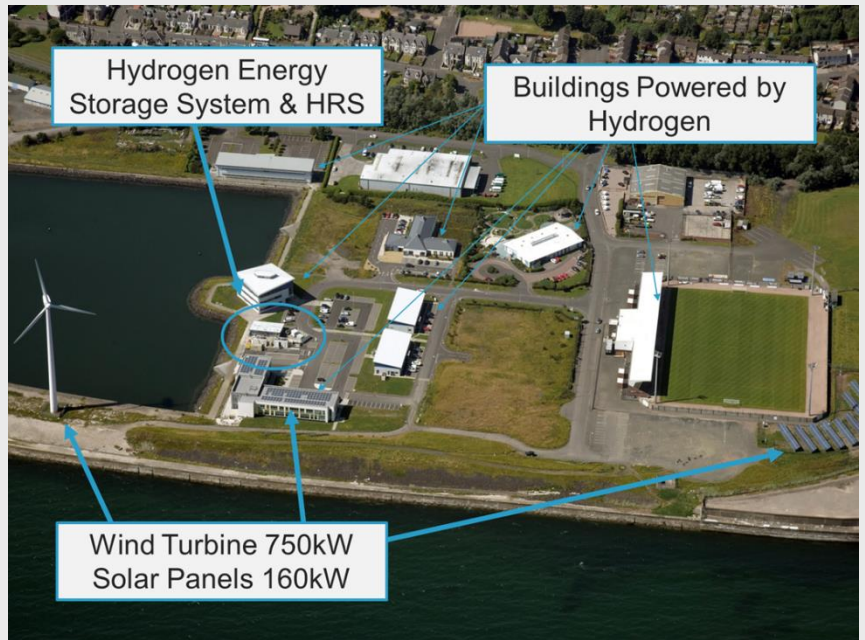 Hydrogen Energy
Storage System & HRS
Buildings Powered by
Hydrogen
Wind Turbine 750kW
Solar Panels 160kW